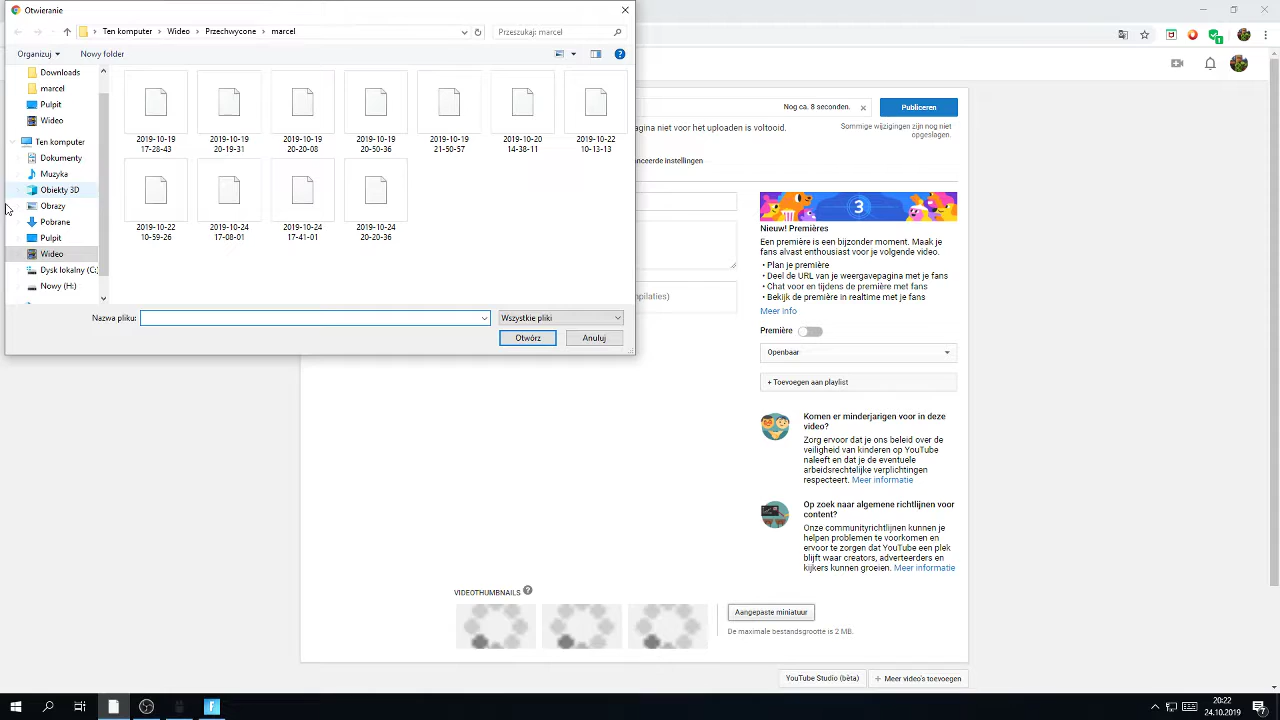 Otwieranie
Ten komputer
Wideo
Przechwycone
marcel
Przeszukaj: marcel
Organizuj
Nowy folder
Downloads
marcel
Pulpit
Wideo
Ten komputer
Dokumenty
Muzyka
Obiekty 3D
Obrazy
Pobrane
Pulpit
Wideo
Dysk lokalny (C:
Nowy (H:)
2019-10-19
17-28-43
2019-10-19
20-19-31
2019-10-19
20-20-08
2019-10-19
20-50-36
2019-10-19
21-50-57
2019-10-20
14-38-11
2019-10-22
10-13-13
2019-10-22
10-59-26
2019-10-24
17-08-01
2019-10-24
17-41-01
2019-10-24
20-20-36
Nazwa pliku:
Wszystkie pliki
Otwórz
Anuluj
1
Nog ca. 8 seconden.
Publiceren
pagina niet voor het uploaden is voltooid.
Sommige wijzigingen zijn nog niet
opgeslagen.
anceerde instellingen
pilaties)
3
Nieuw! Premières
Een première is een bijzonder moment. Maak je
fans alvast enthousiast voor je volgende video.
• Plan je première
• Deel de URL van je weergavepagina met je fans
• Chat voor en tijdens de première met fans
• Bekijk de première in realtime met je fans
Meer info
Première
Openbaar
+ Toevoegen aan playlist
Komen er minderjarigen voor in deze
video?
Zorg ervoor dat je ons beleid over de
veiligheid van kinderen op YouTube
naleeft en dat je de eventuele
arbeidsrechtelijke verplichtingen
respecteert. Meer informatie
Op zoek naar algemene richtlijnen voor
content?
Onze communityrichtlijnen kunnen je
helpen problemen te voorkomen en
ervoor te zorgen dat YouTube een plek
blijft waar creators, adverteerders en
kijkers kunnen groeien. Meer informatie
VIDEOTHUMBNAILS
Aangepaste miniatuur
De maximale bestandsgrootte is 2 MB.
YouTube Studio (bèta)
+ Meer video's toevoegen
20:22
24.10.2019